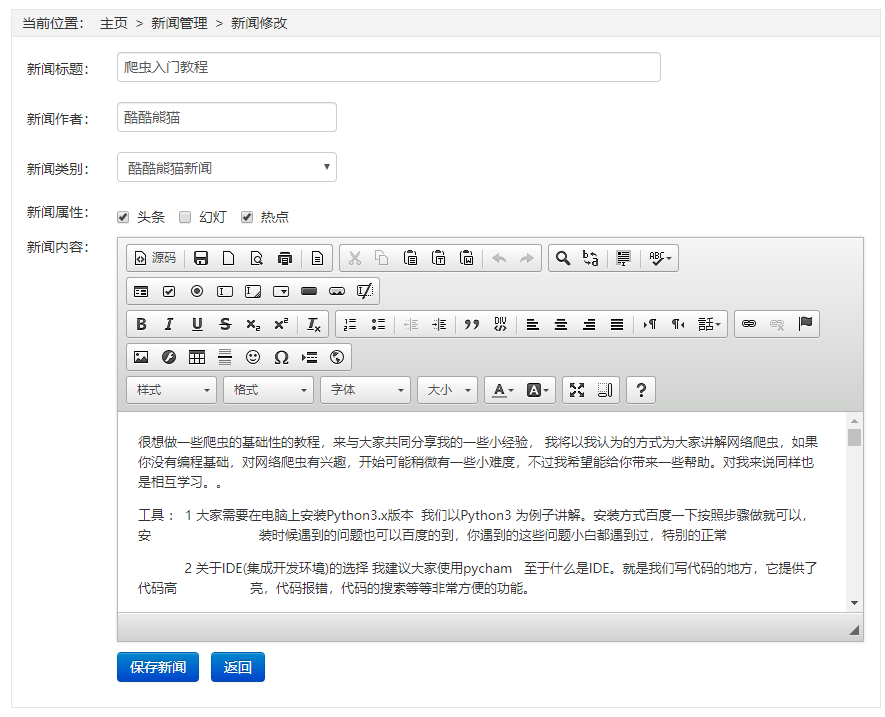 当前位置： 主页 > 新闻管理 > 新闻修改
新闻标题： 爬虫入门教程
新闻作者： 酷酷熊猫
新闻类别： 酷酷熊猫新闻
新闻属性： 头条 幻灯 热点
新闻内容：
源码
ABC
B I U S x₂ x² Tx
DIV
話
样式 格式 字体 大小 A A ?
很想做一些爬虫的基础性的教程，来与大家共同分享我的一些小经验， 我将以我认为的方式为大家讲解网络爬虫，如果
你没有编程基础，对网络爬虫有兴趣，开始可能稍微有一些小难度，不过我希望能给你带来一些帮助。对我来说同样也
是相互学习。。
工具： 1 大家需要在电脑上安装Python3.x版本 我们以Python3 为例子讲解。安装方式百度一下按照步骤做就可以，
安 装时候遇到的问题也可以百度的到，你遇到的这些问题小白都遇到过，特别的正常
2 关于IDE(集成开发环境)的选择 我建议大家使用pycham 至于什么是IDE。就是我们写代码的地方，它提供了
代码高 亮，代码报错，代码的搜索等等非常方便的功能。
保存新闻 返回